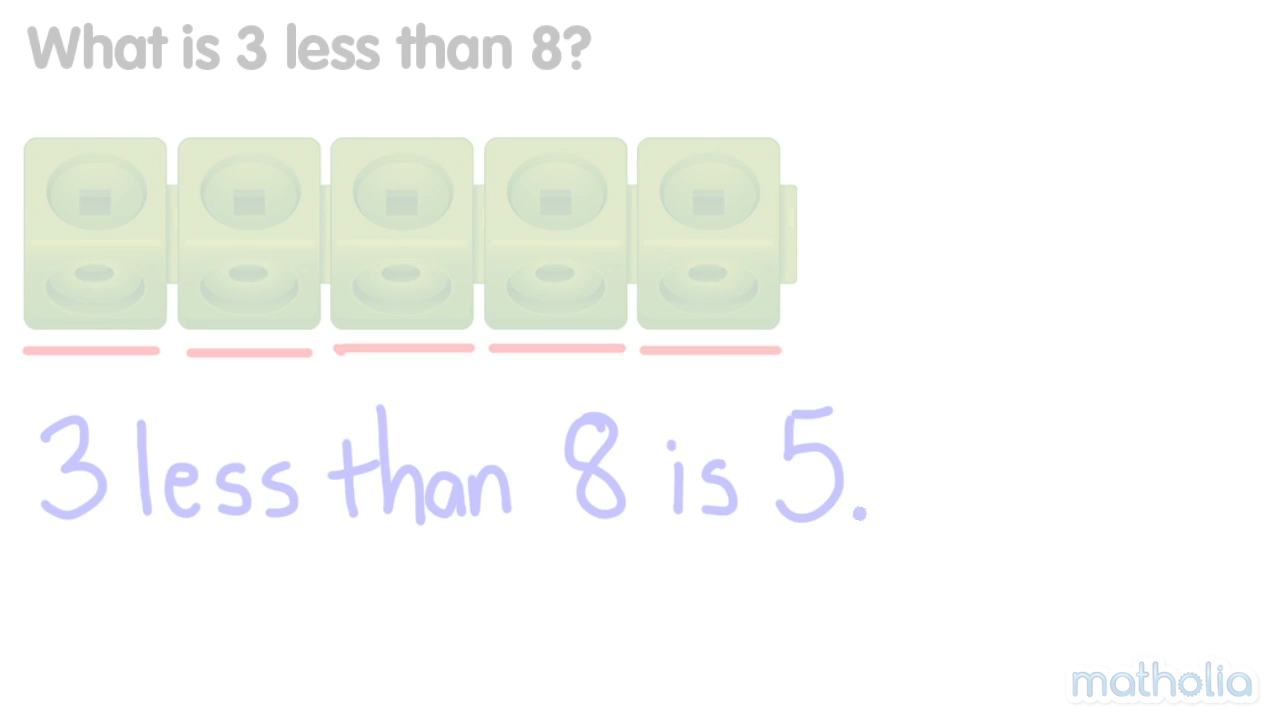 What is 3 less than 8?
3 less than 8 is 5.
matholia